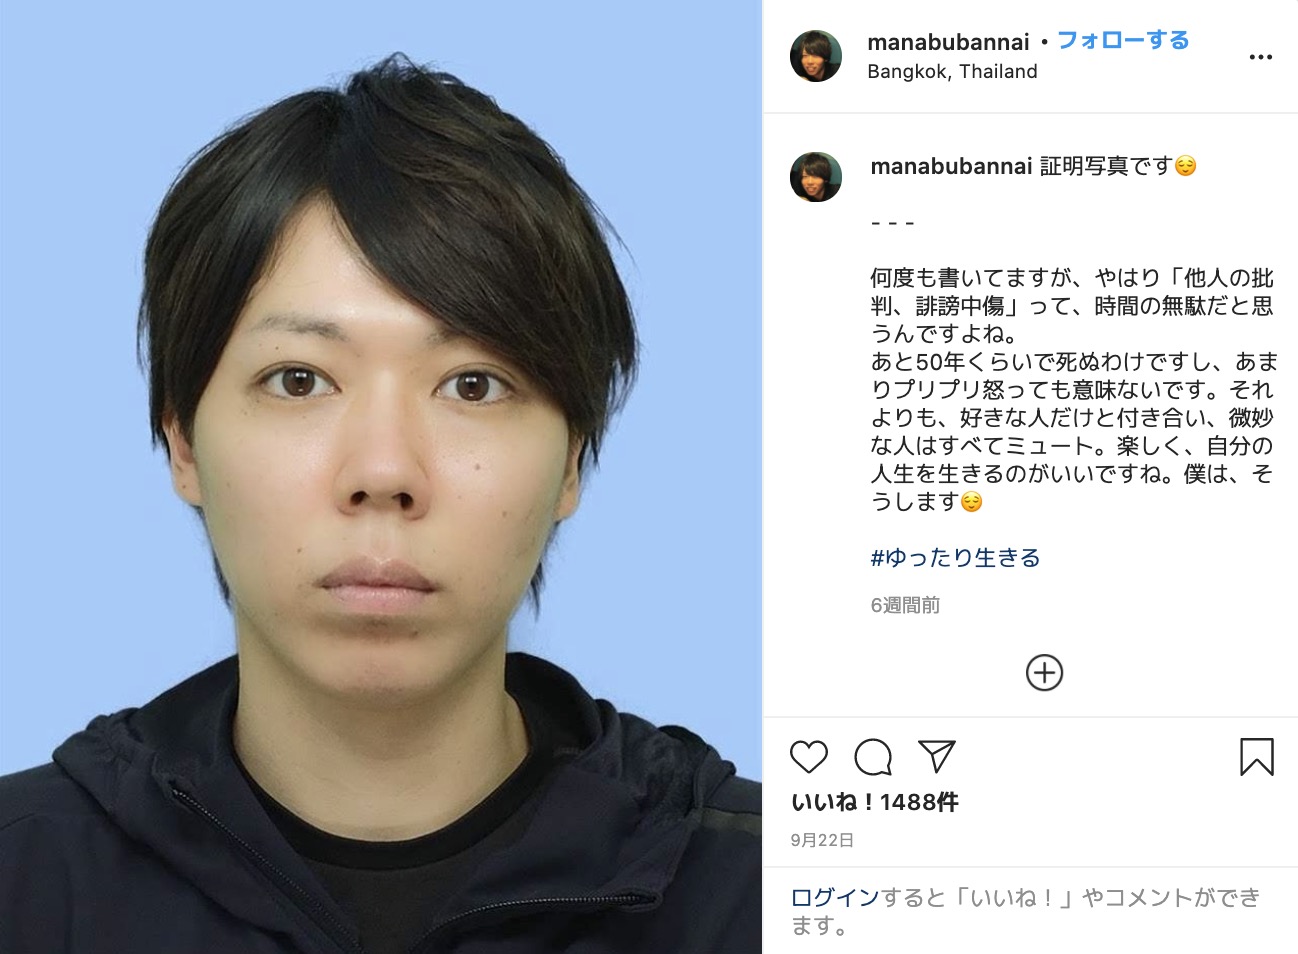 manabubannai • フォローする
Bangkok, Thailand
manabubannai 証明写真です😌
- - -
何度も書いてますが、やはり「他人の批
判、誹謗中傷」って、時間の無駄だと思
うんですよね。
あと50年くらいで死ぬわけですし、あま
りプリプリ怒っても意味ないです。それ
よりも、好きな人だけと付き合い、微妙
な人はすべてミュート。楽しく、自分の
人生を生きるのがいいですね。僕は、そ
うします😌
#ゆったり生きる
6週間前
いいね！1488件
9月22日
ログインすると「いいね！」やコメントができ
ます。